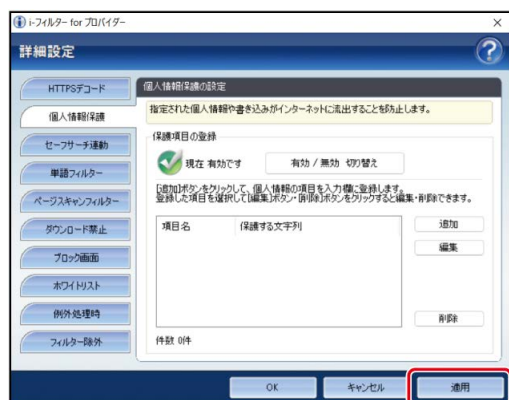 i-フィルター for プロバイダー
詳細設定
HTTPSデコード
個人情報保護
セーフサーチ連動
単語フィルター
ページスキャンフィルター
ダウンロード禁止
ブロック画面
ホワイトリスト
例外処理時
フィルター除外
個人情報保護の設定
指定された個人情報や書き込みがインターネットに流出することを防止します。
保護項目の登録
現在 有効です
有効 / 無効 切り替え
[追加]ボタンをクリックして、個人情報の項目を入力欄に登録します。
登録した項目を選択して[編集]ボタン・[削除]ボタンをクリックすると編集・削除できます。
項目名 保護する文字列
追加
編集
削除
件数 0件
OK
キャンセル
適用